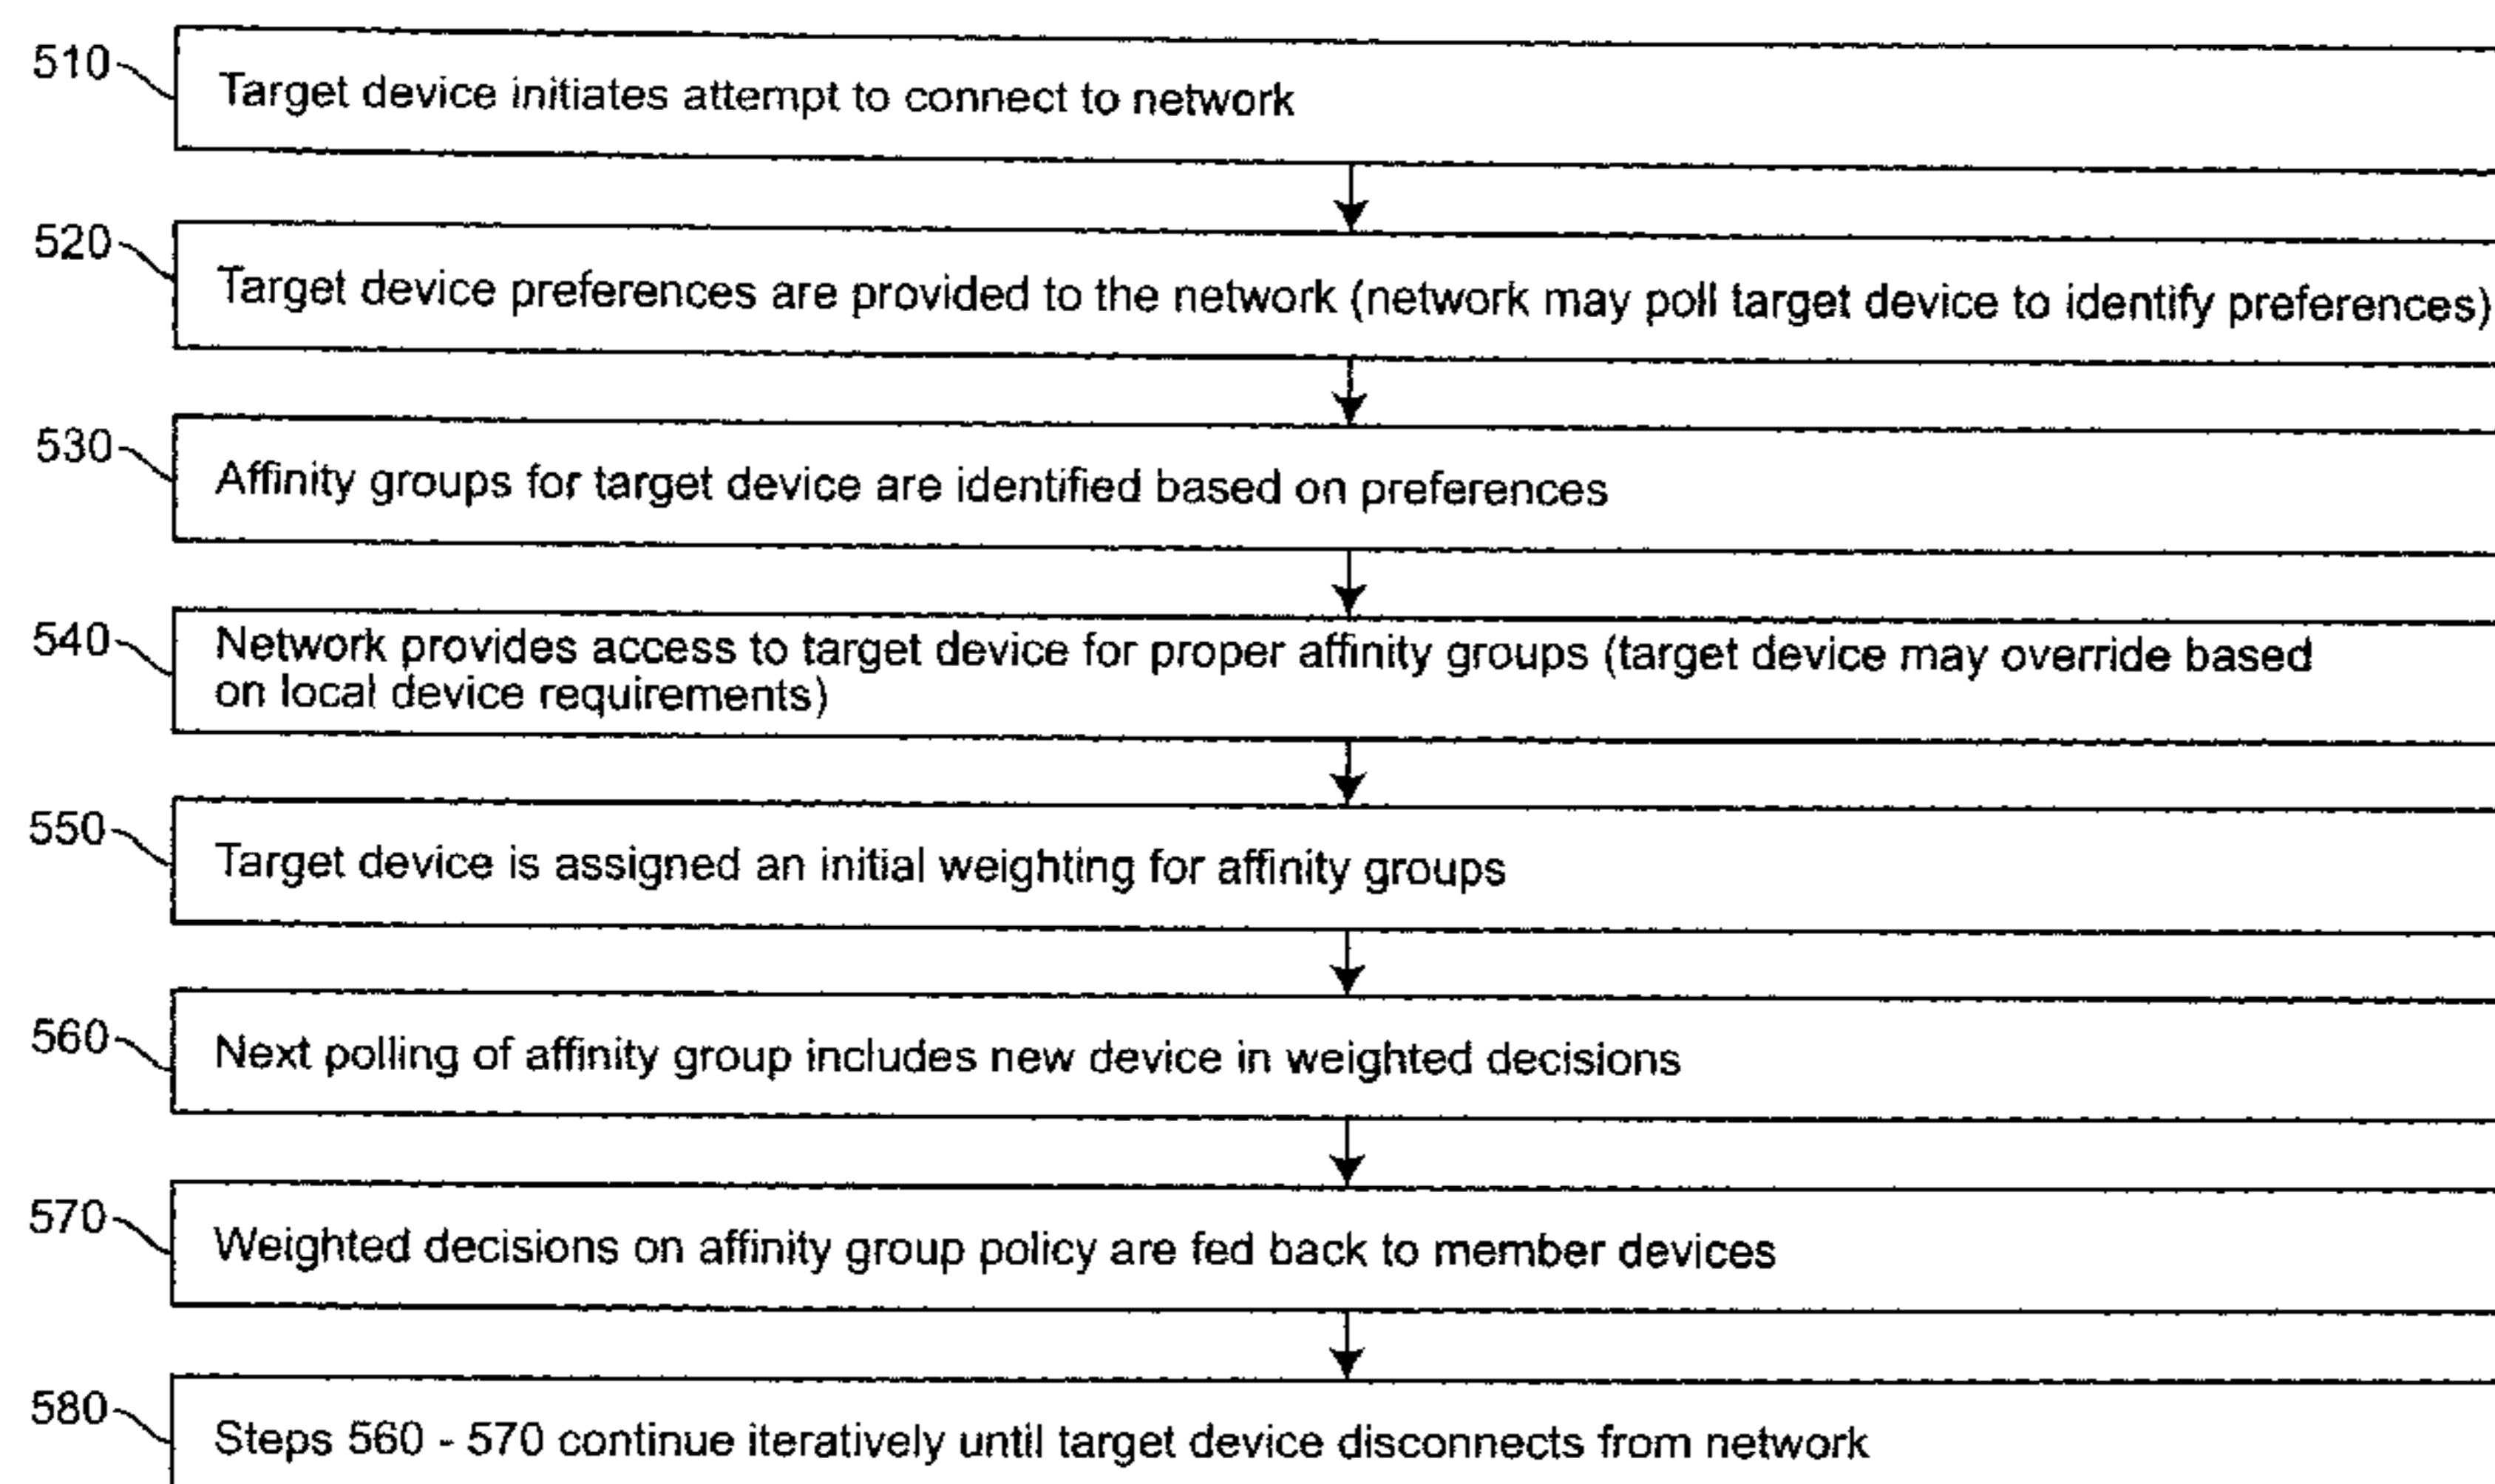 510
Target device initiates attempt to connect to network
520
Target device preferences are provided to the network (network may poll target device to identify preferences)
530
Affinity groups for target device are identified based on preferences
540
Network provides access to target device for proper affinity groups (target device may override based
on local device requirements)
550
Target device is assigned an initial weighting for affinity groups
560
Next polling of affinity group includes new device in weighted decisions
570
Weighted decisions on affinity group policy are fed back to member devices
580
Steps 560 - 570 continue iteratively until target device disconnects from network